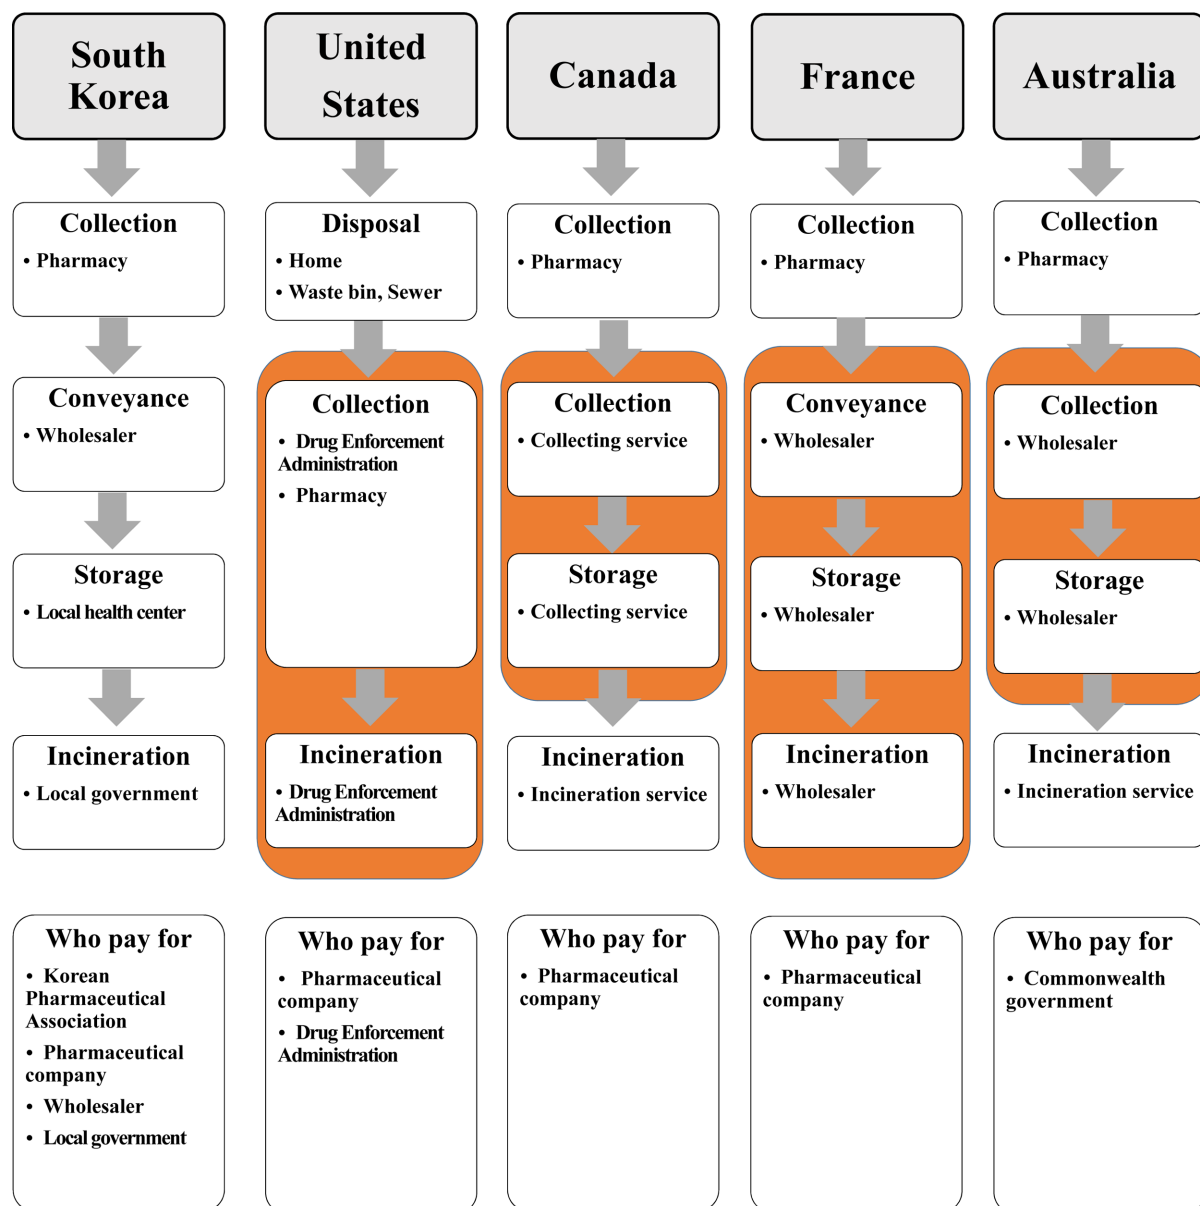 South
Korea
Collection
• Pharmacy
Conveyance
• Wholesaler
Storage
• Local health center
Incineration
• Local government
Who pay for
• Korean
Pharmaceutical
Association
• Pharmaceutical
company
• Wholesaler
• Local government
United
States
Disposal
• Home
• Waste bin, Sewer
Collection
• Drug Enforcement
Administration
• Pharmacy
Incineration
• Drug Enforcement
Administration
Who pay for
• Pharmaceutical
company
• Drug Enforcement
Administration
Canada
Collection
• Pharmacy
Collection
• Collecting service
Storage
• Collecting service
Incineration
• Incineration service
Who pay for
• Pharmaceutical
company
France
Collection
• Pharmacy
Conveyance
• Wholesaler
Storage
• Wholesaler
Incineration
• Wholesaler
Who pay for
• Pharmaceutical
company
Australia
Collection
• Pharmacy
Collection
• Wholesaler
Storage
• Wholesaler
Incineration
• Incineration service
Who pay for
• Commonwealth
government